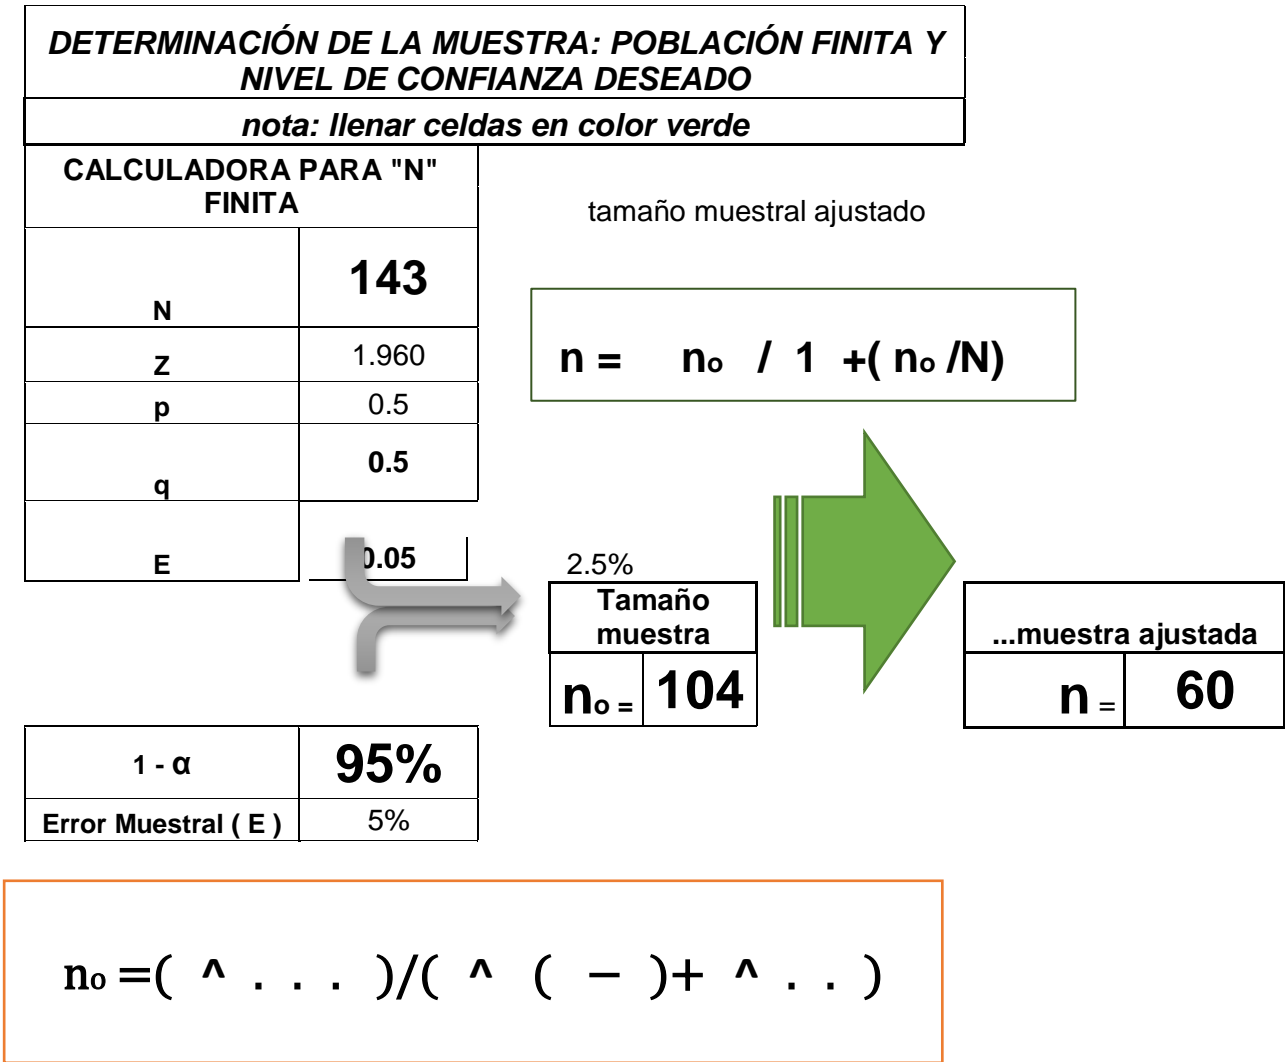 DETERMINACIÓN DE LA MUESTRA: POBLACIÓN FINITA Y
NIVEL DE CONFIANZA DESEADO
nota: llenar celdas en color verde
CALCULADORA PARA "N"
FINITA
tamaño muestral ajustado
N 143
Z 1.960
p 0.5
q 0.5
E 0.05
n = nₒ / 1 +( nₒ /N)
2.5%
Tamaño
muestra
nₒ = 104
...muestra ajustada
n = 60
1 - α 95%
Error Muestral ( E ) 5%
nₒ =( ^ . . . )/( ^ ( − )+ ^ . . )